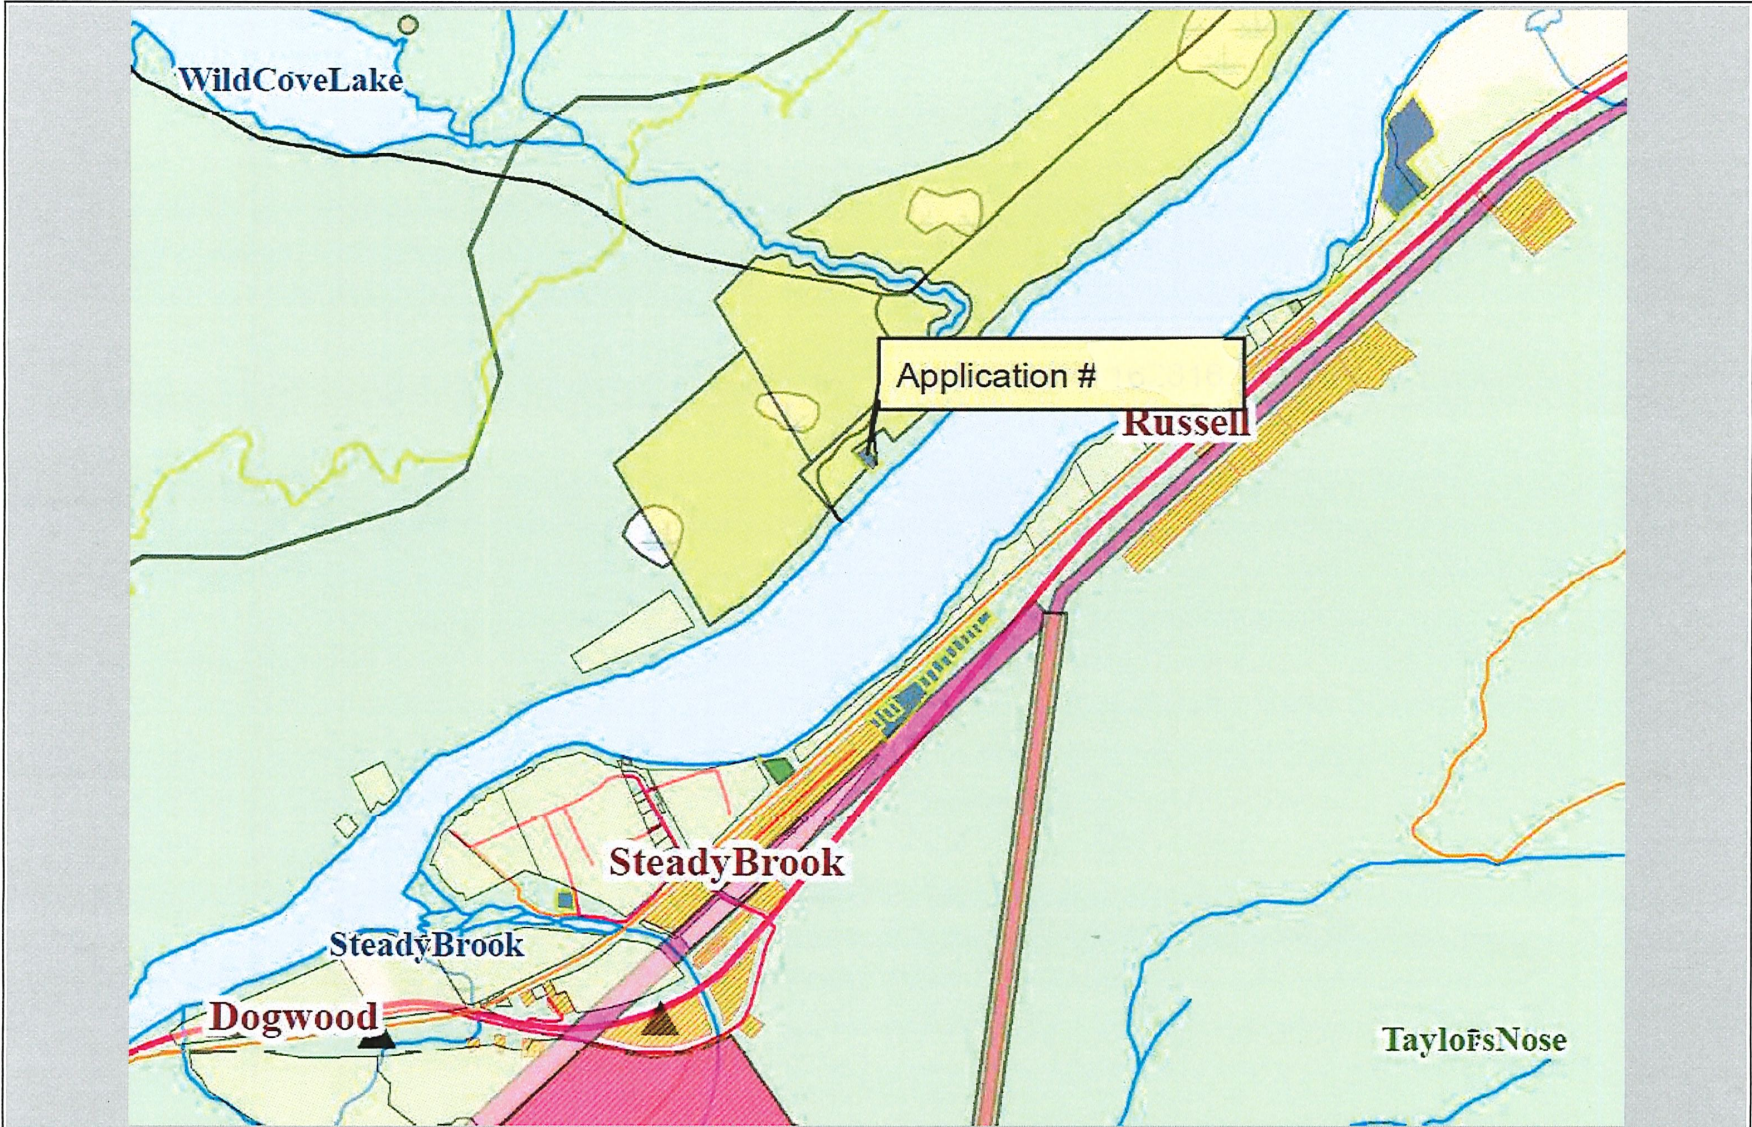 WildCoveLake
Application #
Russell
SteadyBrook
SteadyBrook
Dogwood
TaylorsNose